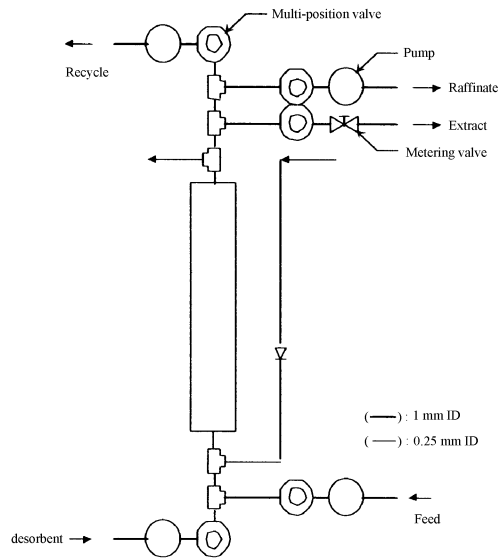 Multi-position valve
Pump
Recycle
Raffinate
Extract
Metering valve
( — ) : 1 mm ID
( — ) : 0.25 mm ID
Feed
desorbent